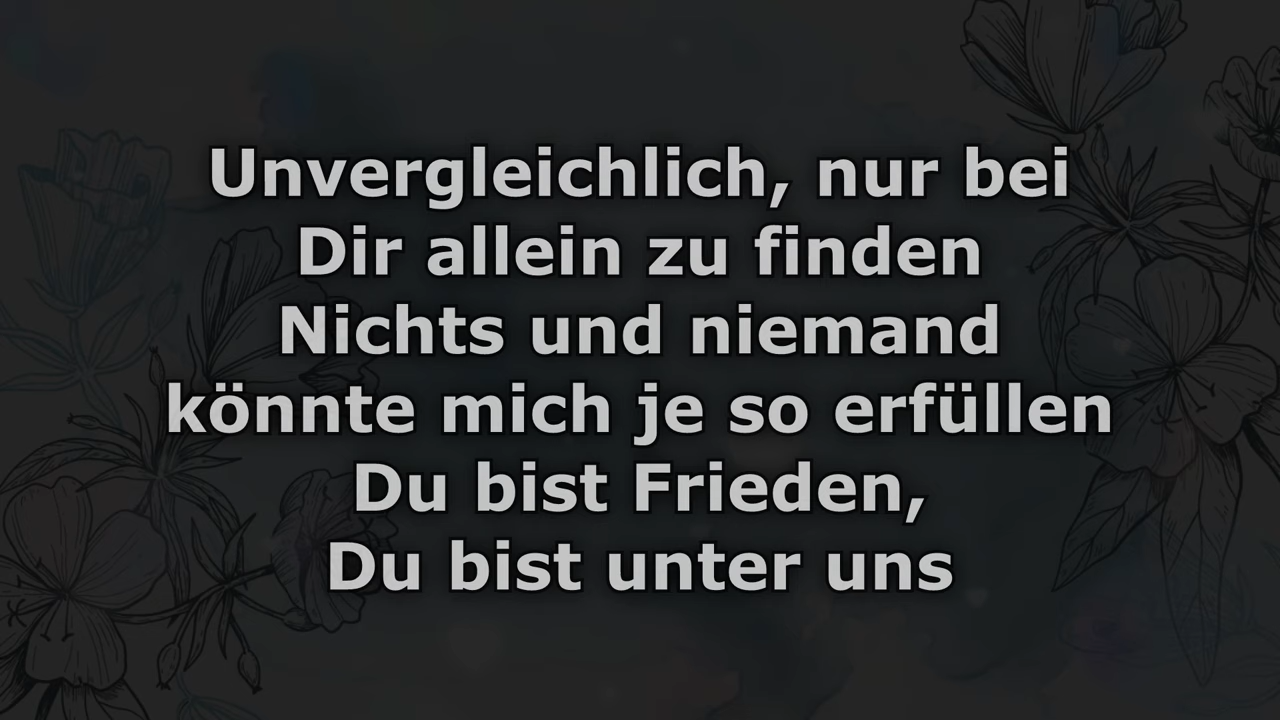 Unvergleichlich, nur bei
Dir allein zu finden
Nichts und niemand
könnte mich je so erfüllen
Du bist Frieden,
Du bist unter uns